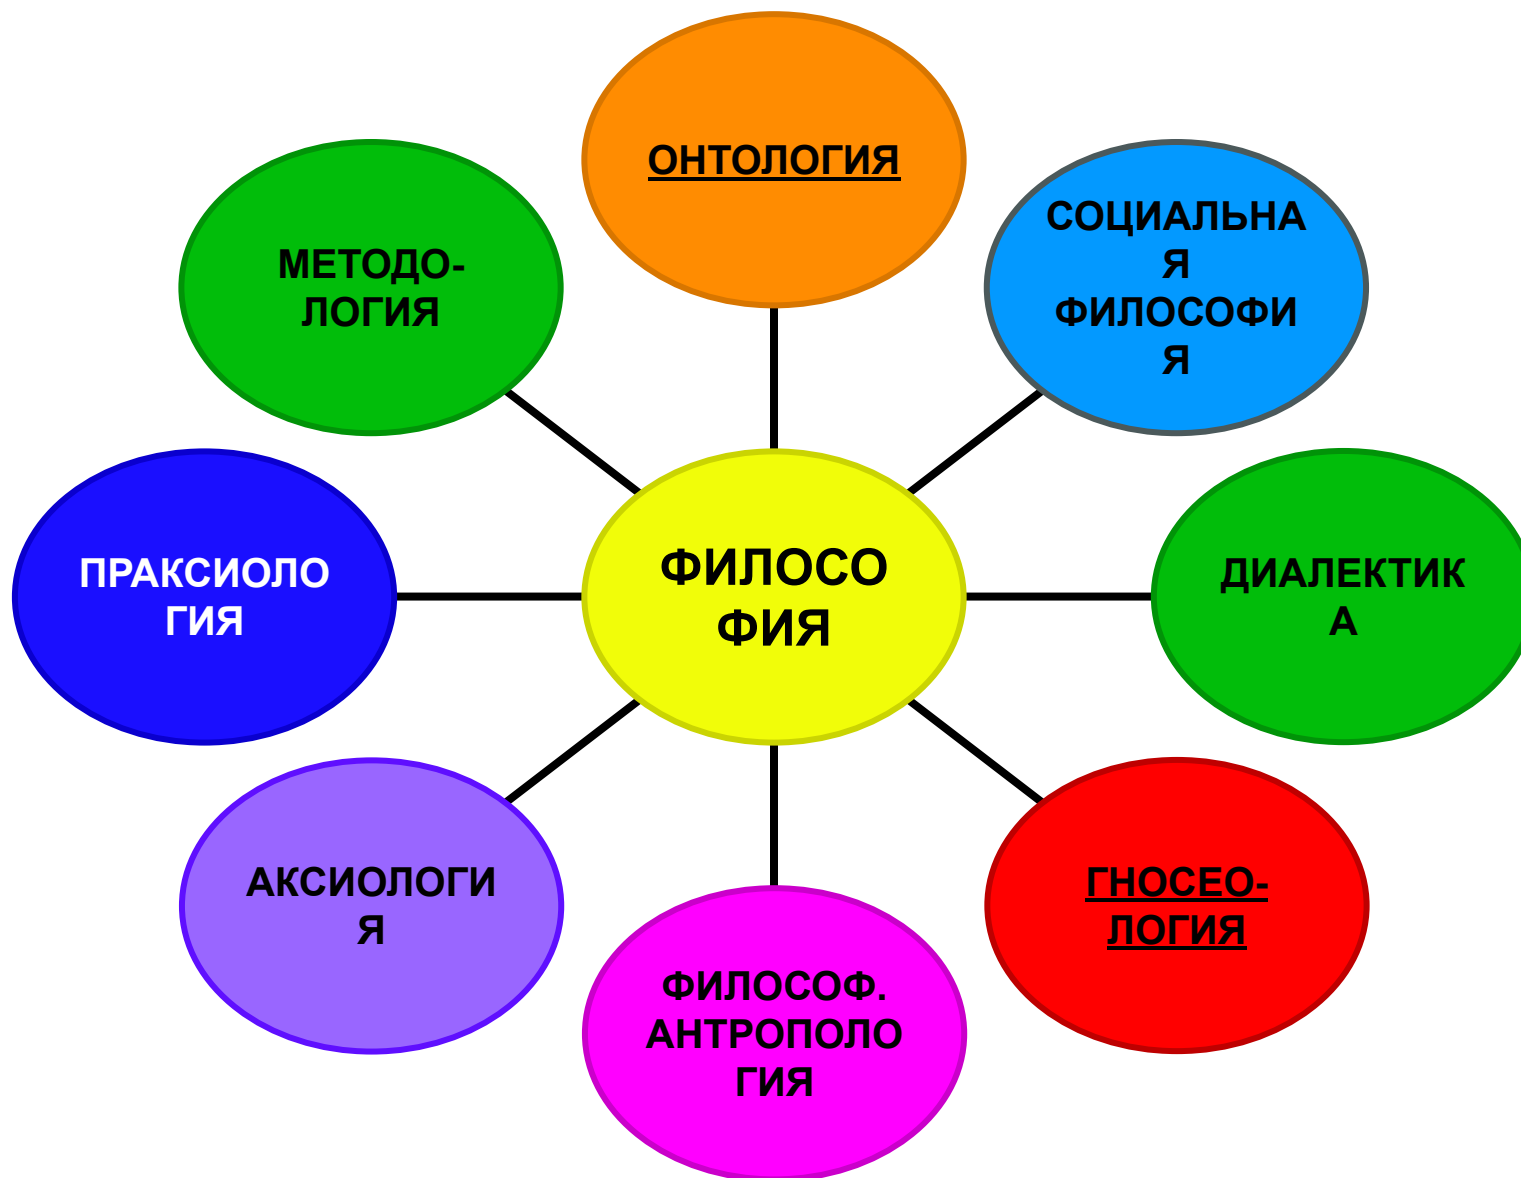 ОНТОЛОГИЯ
СОЦИАЛЬНА
Я
ФИЛОСОФИ
Я
МЕТОДО-
ЛОГИЯ
ПРАКСИОЛО
ГИЯ
ФИЛОСО
ФИЯ
ДИАЛЕКТИК
А
АКСИОЛОГИ
Я
ГНОСЕО-
ЛОГИЯ
ФИЛОСОФ.
АНТРОПОЛО
ГИЯ